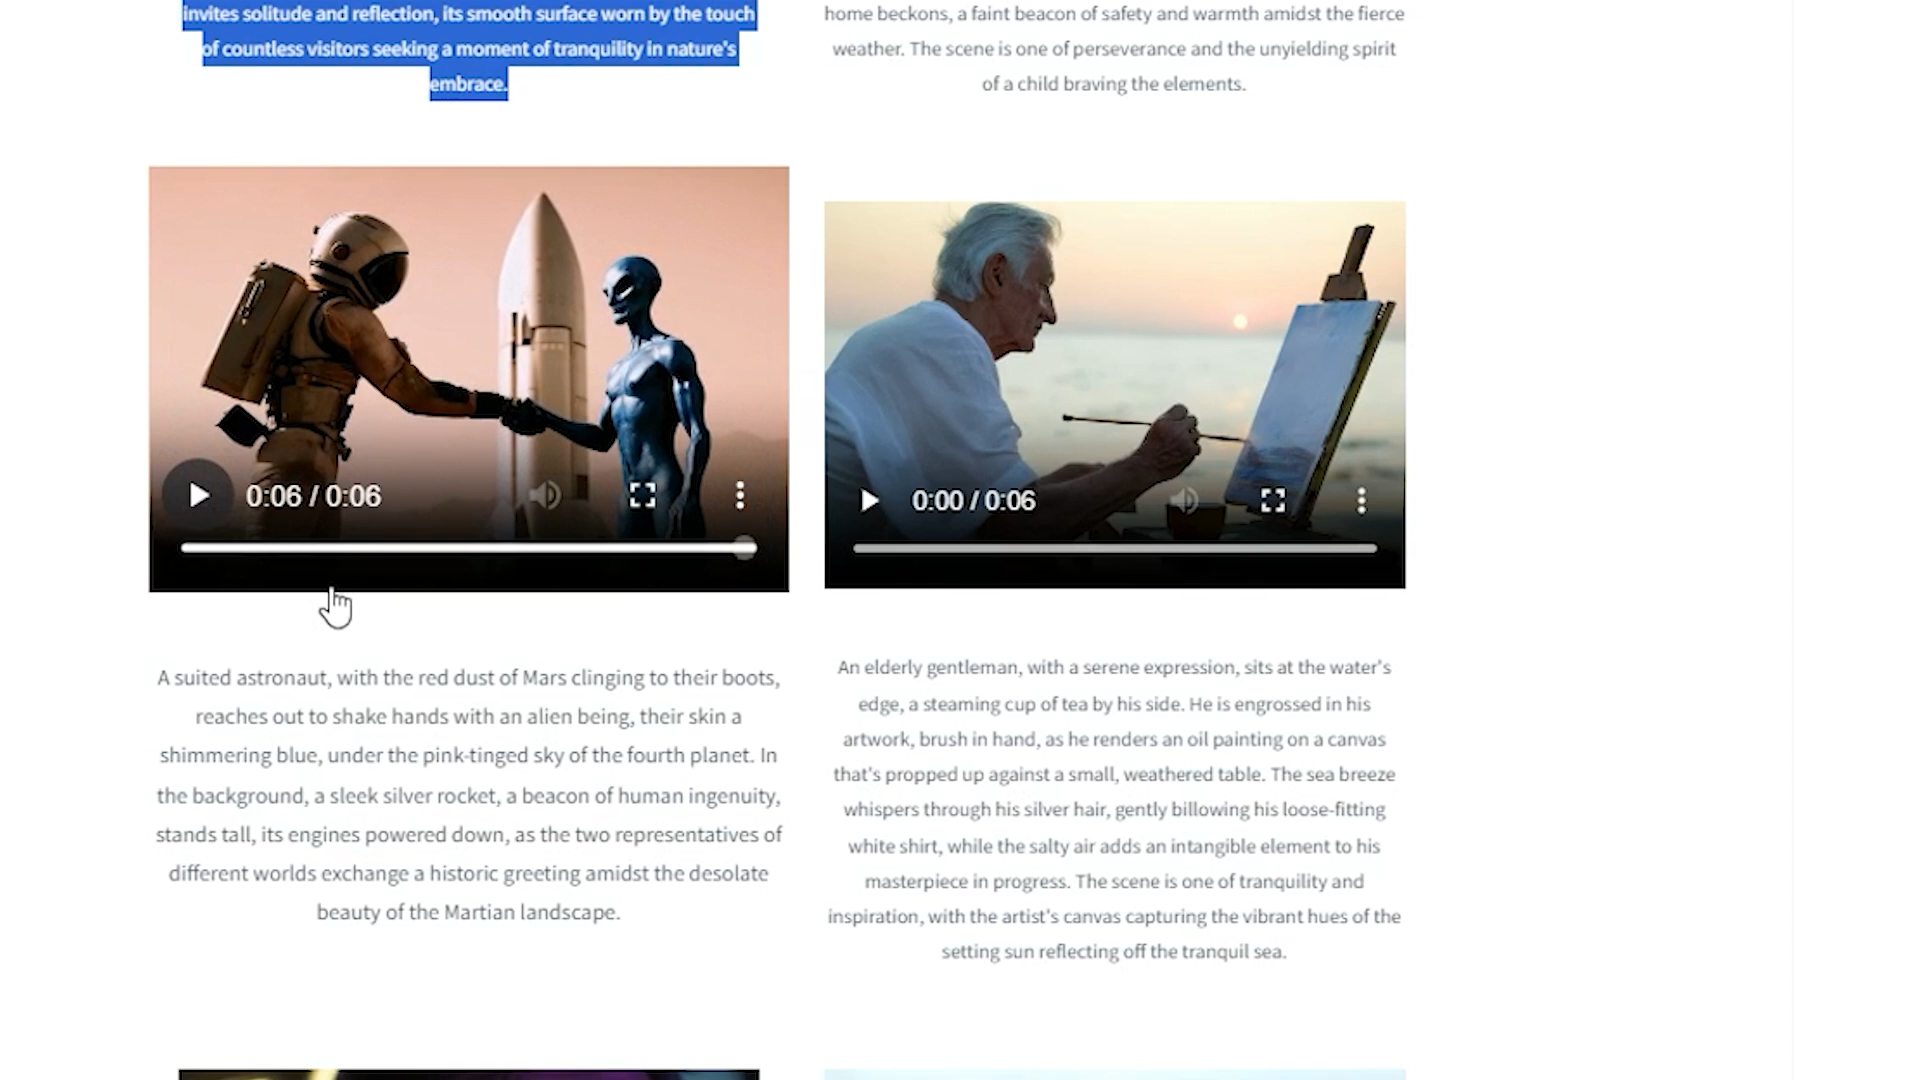 invites solitude and reflection, its smooth surface worn by the touch
of countless visitors seeking a moment of tranquility in nature's
embrace.
home beckons, a faint beacon of safety and warmth amidst the fierce
weather. The scene is one of perseverance and the unyielding spirit
of a child braving the elements.
0:06 / 0:06
0:00 / 0:06
A suited astronaut, with the red dust of Mars clinging to their boots,
reaches out to shake hands with an alien being, their skin a
shimmering blue, under the pink-tinged sky of the fourth planet. In
the background, a sleek silver rocket, a beacon of human ingenuity,
stands tall, its engines powered down, as the two representatives of
different worlds exchange a historic greeting amidst the desolate
beauty of the Martian landscape.
An elderly gentleman, with a serene expression, sits at the water's
edge, a steaming cup of tea by his side. He is engrossed in his
artwork, brush in hand, as he renders an oil painting on a canvas
that's propped up against a small, weathered table. The sea breeze
whispers through his silver hair, gently billowing his loose-fitting
white shirt, while the salty air adds an intangible element to his
masterpiece in progress. The scene is one of tranquility and
inspiration, with the artist's canvas capturing the vibrant hues of the
setting sun reflecting off the tranquil sea.